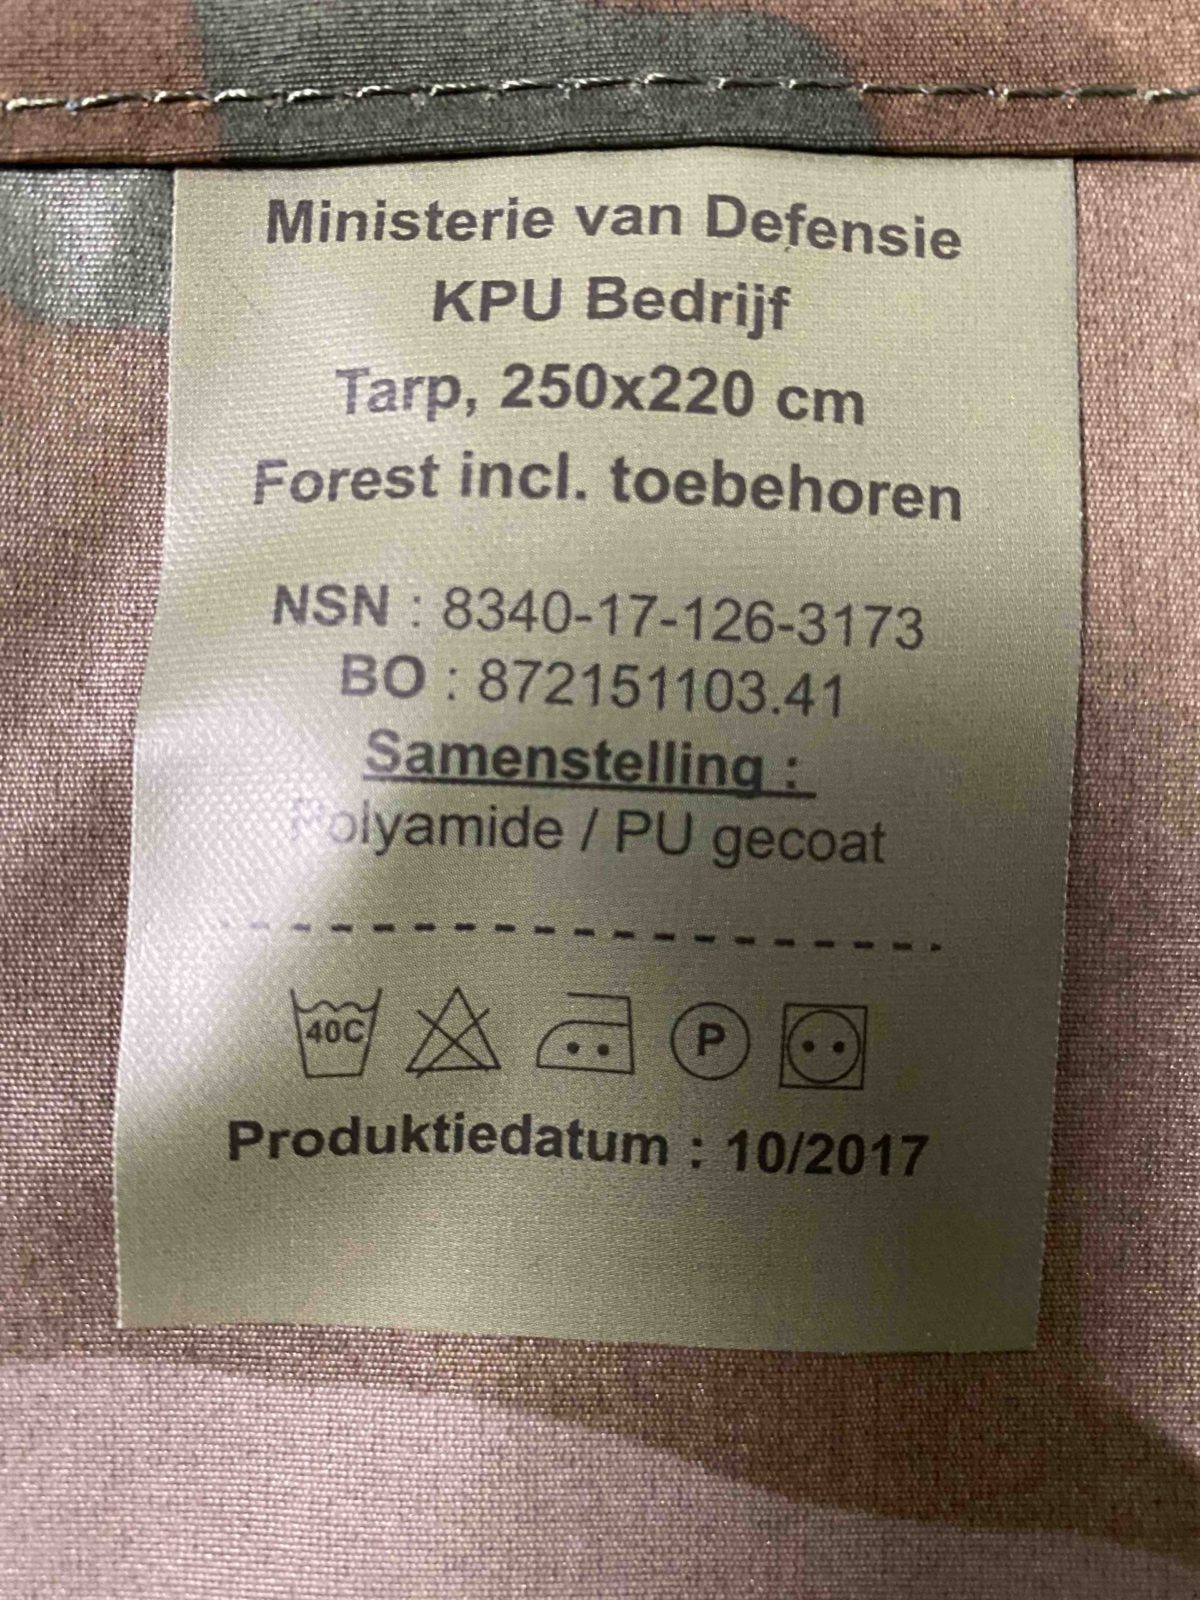 Ministerie van Defensie
KPU Bedrijf
Tarp, 250x220 cm
Forest incl. toebehoren
NSN : 8340-17-126-3173
BO : 872151103.41
Samenstelling :
Polyamide / PU gecoat
40C P
Produktiedatum : 10/2017